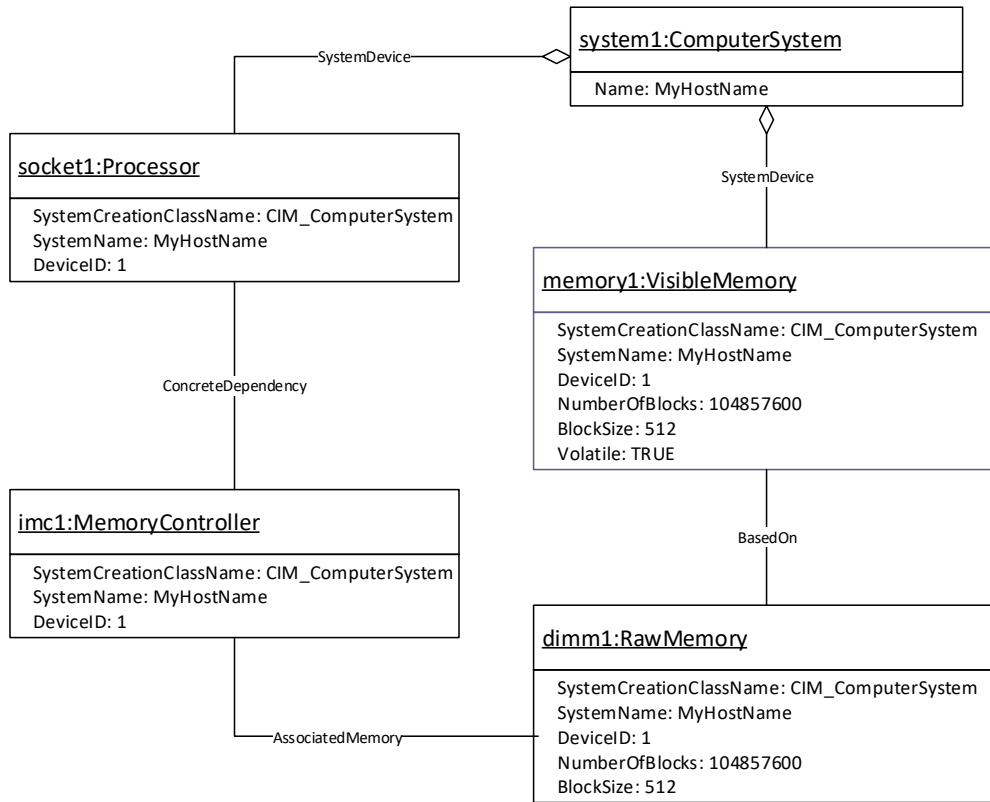 system1:ComputerSystem
Name: MyHostName
SystemDevice
SystemDevice
socket1:Processor
SystemCreationClassName: CIM_ComputerSystem
SystemName: MyHostName
DeviceID: 1
memory1:VisibleMemory
SystemCreationClassName: CIM_ComputerSystem
SystemName: MyHostName
DeviceID: 1
NumberOfBlocks: 104857600
BlockSize: 512
Volatile: TRUE
ConcreteDependency
imc1:MemoryController
SystemCreationClassName: CIM_ComputerSystem
SystemName: MyHostName
DeviceID: 1
BasedOn
dimm1:RawMemory
SystemCreationClassName: CIM_ComputerSystem
SystemName: MyHostName
DeviceID: 1
NumberOfBlocks: 104857600
BlockSize: 512
AssociatedMemory